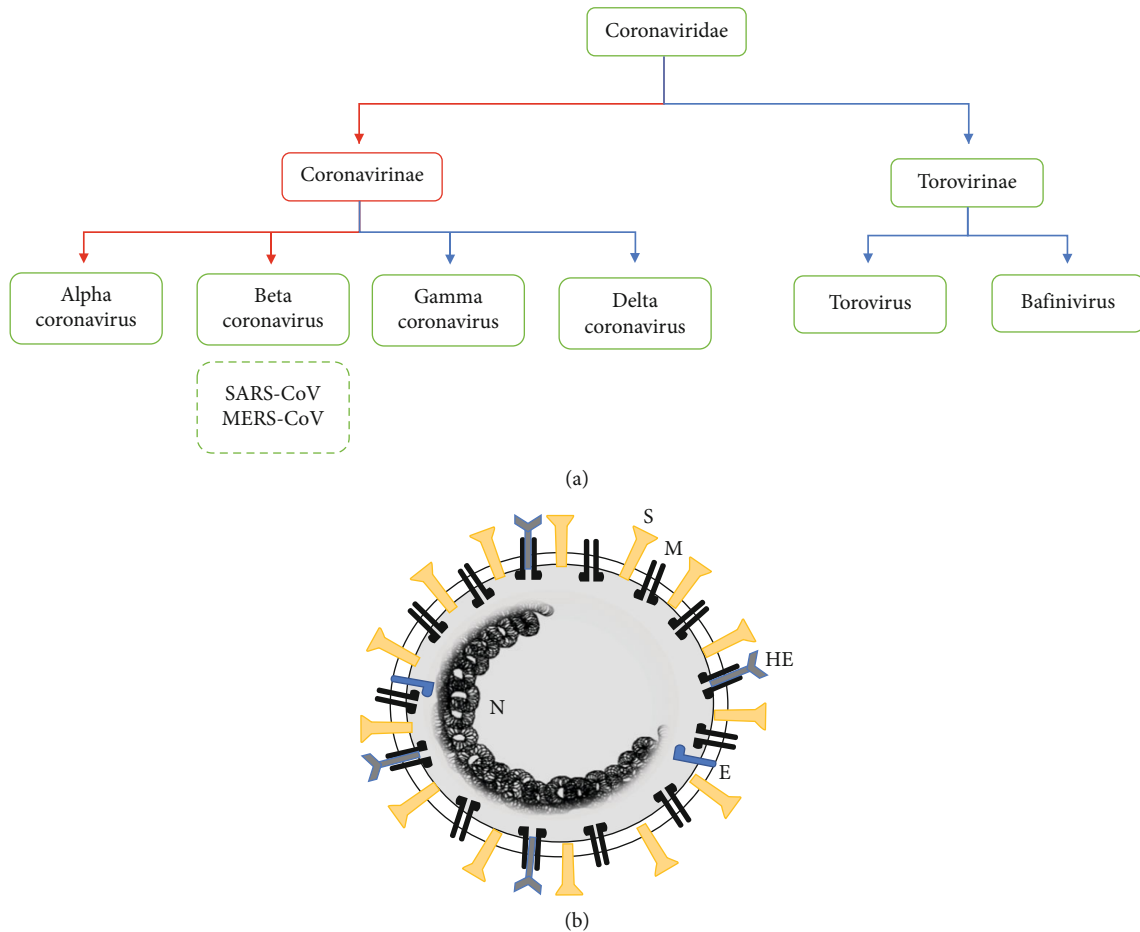 Coronaviridae
Coronavirinae
Torovirinae
Alpha
coronavirus
Beta
coronavirus
Gamma
coronavirus
Delta
coronavirus
Torovirus
Bafinivirus
SARS-CoV
MERS-CoV
(a)
S
M
HE
N
E
(b)